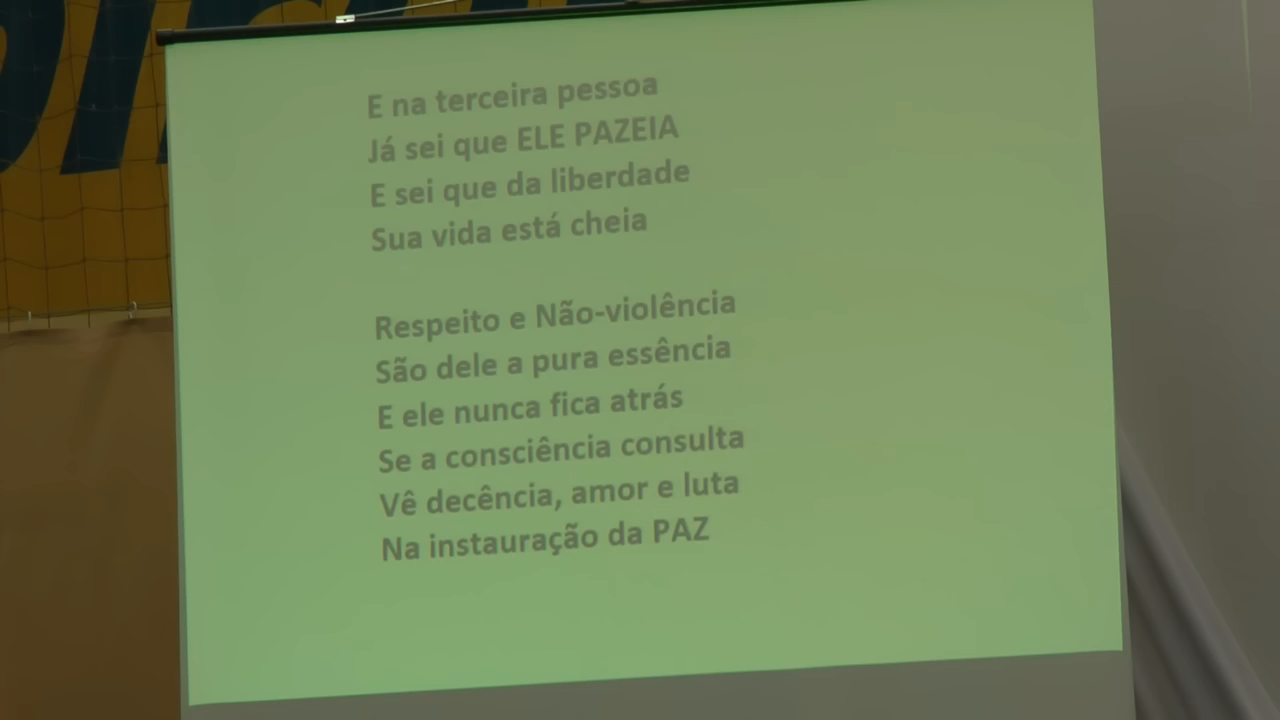 E na terceira pessoa
Já sei que ELE PAZEIA
E sei que da liberdade
Sua vida está cheia
Respeito e Não-violência
São dele a pura essência
E ele nunca fica atrás
Se a consciência consulta
Vê decência, amor e luta
Na instauração da PAZ